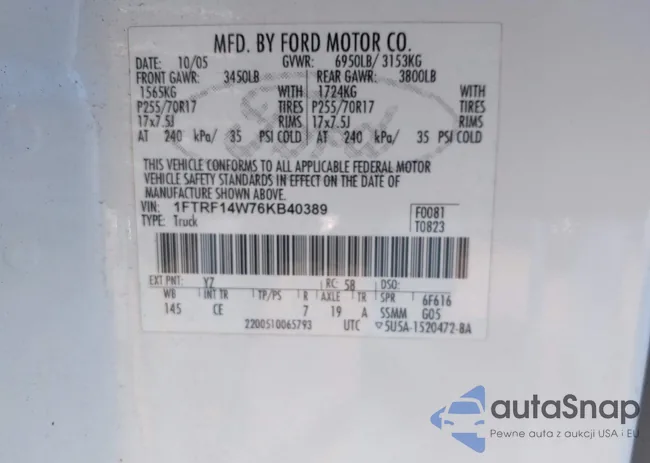 MFD. BY FORD MOTOR CO.
DATE: 10/05 GVWR: 6950LB/ 3153KG
FRONT GAWR: 3450LB REAR GAWR: 3800LB
1565KG WITH 1724KG WITH
P255/70R17 TIRES P255/70R17 TIRES
17x7.5J RIMS 17x7.5J RIMS
AT 240 kPa/ 35 PSI COLD AT 240 kPa/ 35 PSI COLD
THIS VEHICLE CONFORMS TO ALL APPLICABLE FEDERAL MOTOR
VEHICLE SAFETY STANDARDS IN EFFECT ON THE DATE OF
MANUFACTURE SHOWN ABOVE.
VIN: 1FTRF14W76KB40389 F0081
TYPE: Truck T0823
EXT PNT: YZ RC: 58 DSO:
WB INT TR TP/PS R AXLE TR SPR 6F616
145 CE 7 19 A SSMM G05
2200510065793 UTC ▽5U5A-1520472-BA
autaSnap
Pewne auta z aukcji USA i EU